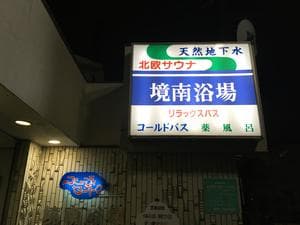 天然地下水
北欧サウナ
境南浴場
リラックスバス
コールドバス 薬風呂